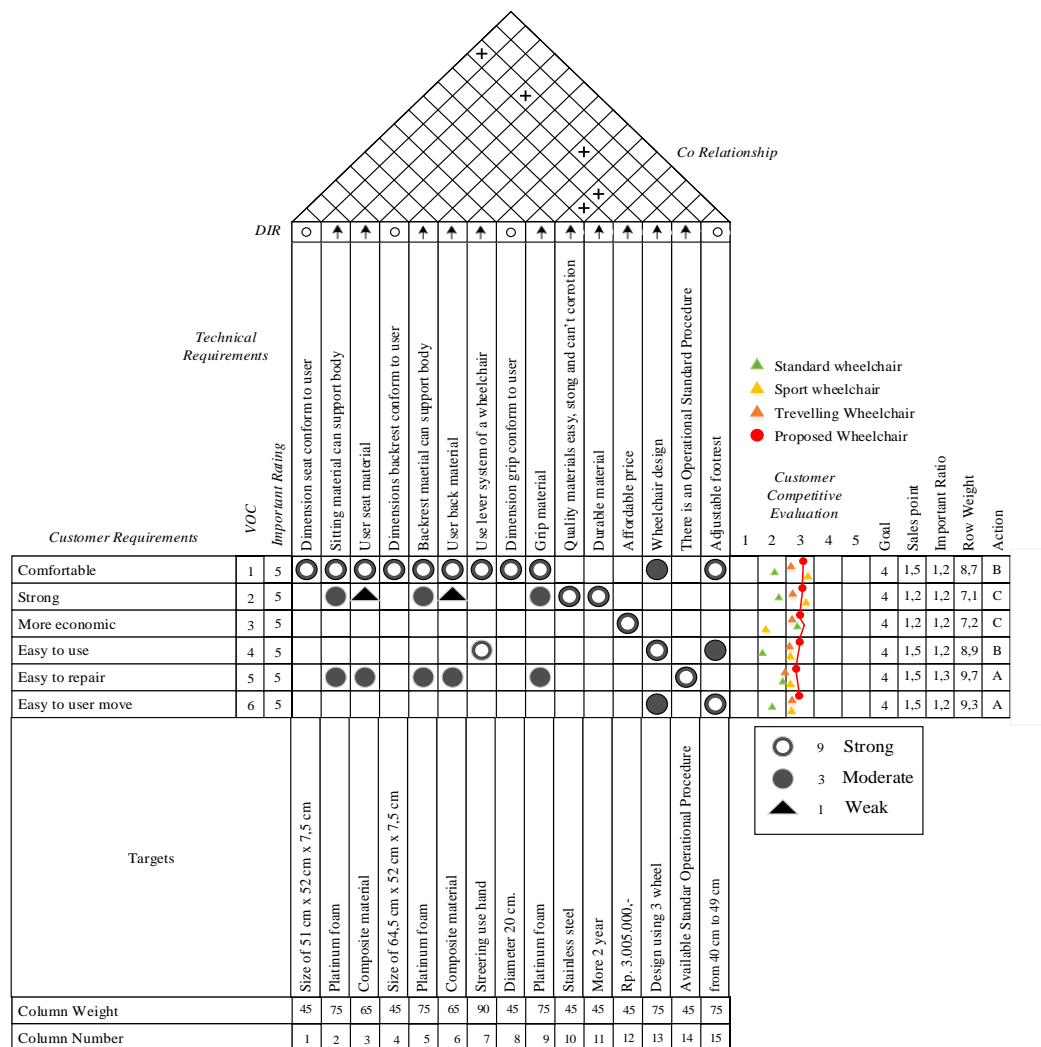 Co Relationship
DIR
Technical
Requirements
Customer Requirements
VOC
Important Rating
Dimension seat conform to user
Sitting material can support body
User seat material
Dimensions backrest conform to user
Backrest maetial can support body
User back material
Use lever system of a wheelchair
Dimension grip conform to user
Grip material
Quality materials easy, stong and can't corrotion
Durable material
Affordable price
Wheelchair design
There is an Operational Standard Procedure
Adjustable footrest
Standard wheelchair
Sport wheelchair
Trevelling Wheelchair
Proposed Wheelchair
Customer
Competitive
Evaluation
1 2 3 4 5
Goal
Sales point
Important Ratio
Row Weight
Action
Comfortable 1 5 4 1,5 1,2 8,7 B
Strong 2 5 4 1,2 1,2 7,1 C
More economic 3 5 4 1,2 1,2 7,2 C
Easy to use 4 5 4 1,5 1,2 8,9 B
Easy to repair 5 5 4 1,5 1,3 9,7 A
Easy to user move 6 5 4 1,5 1,2 9,3 A
9 Strong
3 Moderate
1 Weak
Targets
Size of 51 cm x 52 cm x 7,5 cm
Platinum foam
Composite material
Size of 64,5 cm x 52 cm x 7,5 cm
Platinum foam
Composite material
Streering use hand
Diameter 20 cm.
Platinum foam
Stainless steel
More 2 year
Rp. 3.005.000,-
Design using 3 wheel
Available Standar Operational Procedure
from 40 cm to 49 cm
Column Weight 45 75 65 45 75 65 90 45 75 45 45 45 75 45 75
Column Number 1 2 3 4 5 6 7 8 9 10 11 12 13 14 15